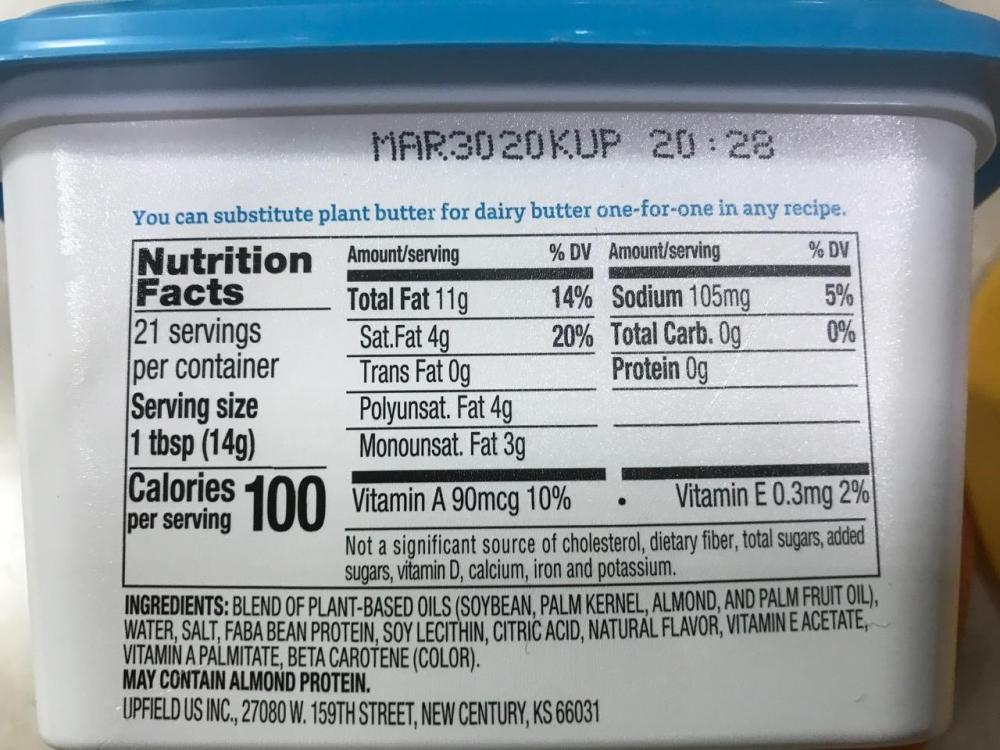 MAR3020KUP 20:28
You can substitute plant butter for dairy butter one-for-one in any recipe.
Nutrition
Facts
21 servings
per container
Serving size
1 tbsp (14g)
Calories 100
per serving
Amount/serving % DV
Total Fat 11g 14%
Sat.Fat 4g 20%
Trans Fat 0g
Polyunsat. Fat 4g
Monounsat. Fat 3g
Amount/serving % DV
Sodium 105mg 5%
Total Carb. 0g 0%
Protein 0g
Vitamin A 90mcg 10% • Vitamin E 0.3mg 2%
Not a significant source of cholesterol, dietary fiber, total sugars, added
sugars, vitamin D, calcium, iron and potassium.
INGREDIENTS: BLEND OF PLANT-BASED OILS (SOYBEAN, PALM KERNEL, ALMOND, AND PALM FRUIT OIL),
WATER, SALT, FABA BEAN PROTEIN, SOY LECITHIN, CITRIC ACID, NATURAL FLAVOR, VITAMIN E ACETATE,
VITAMIN A PALMITATE, BETA CAROTENE (COLOR).
MAY CONTAIN ALMOND PROTEIN.
UPFIELD US INC., 27080 W. 159TH STREET, NEW CENTURY, KS 66031